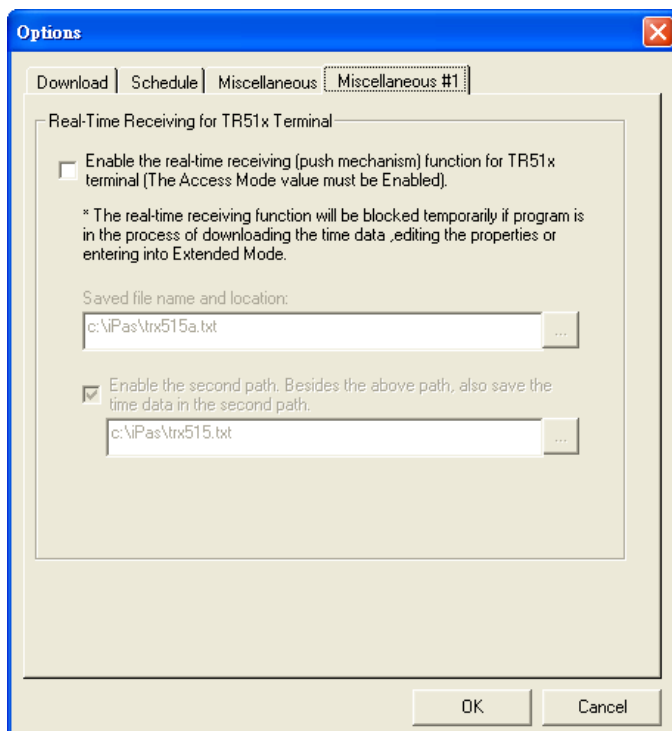 Options
Download Schedule Miscellaneous Miscellaneous #1
Real-Time Receiving for TR51x Terminal
Enable the real-time receiving (push mechanism) function for TR51x
terminal (The Access Mode value must be Enabled).
* The real-time receiving function will be blocked temporarily if program is
in the process of downloading the time data ,editing the properties or
entering into Extended Mode.
Saved file name and location:
c:\iPas\trx515a.txt ...
Enable the second path. Besides the above path, also save the
time data in the second path.
c:\iPas\trx515.txt ...
OK Cancel